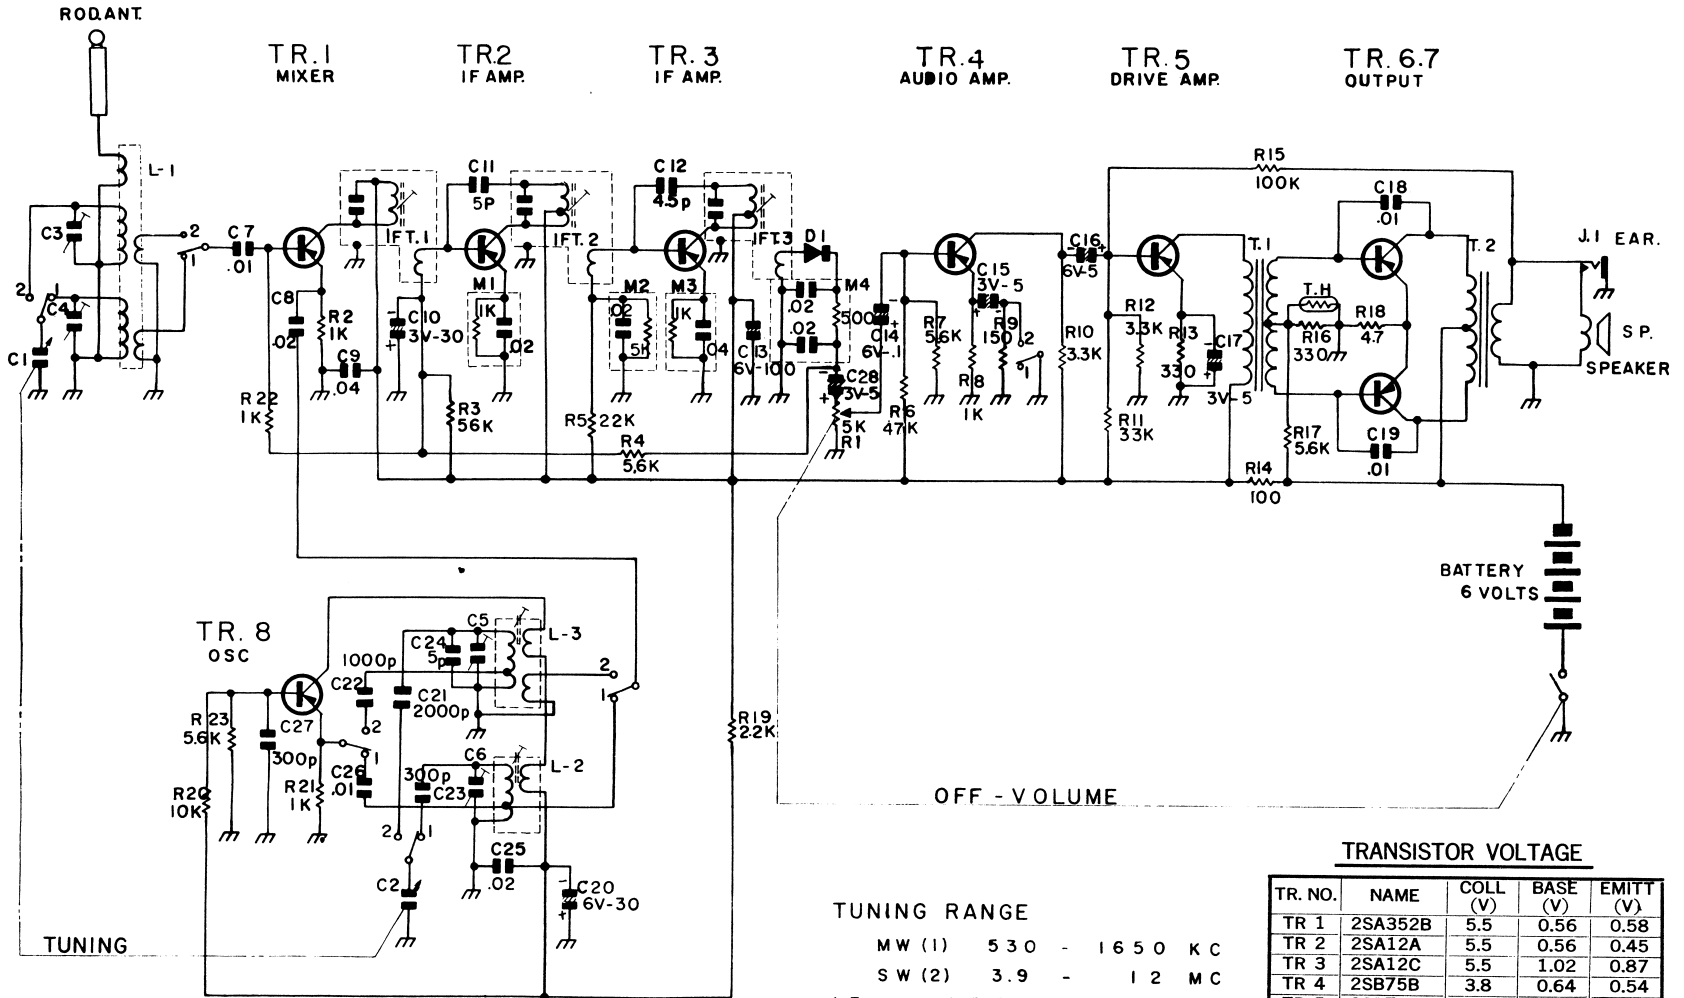 ROD.ANT.
TR.1
MIXER
TR.2
IF AMP.
TR.3
IF AMP.
TR.4
AUDIO AMP.
TR.5
DRIVE AMP.
TR.6.7
OUTPUT
L-1
C3
2
1
C4
C1
2
1
C7
.01
C8
.02
R2
1K
C9
.04
R22
1K
IFT.1
C10
3V-30
C11
5P
IFT.2
M1
1K
.02
R3
56K
C12
4.5p
M2
.02
5K
M3
1K
.04
R5
22K
R4
5,6K
IFT.3
D1
M4
.02
.02
500
C13
6V-100
C28
3V-5
5K
R1
C14
6V-.1
R7
5.6K
R6
47K
C15
3V-5
R8
1K
R9
150
2
1
R10
3.3K
C16
6V-5
R12
3.3K
R11
33K
R13
330
C17
3V-5
R15
100K
T.1
T.H
R16
330
R18
4.7
R17
5.6K
R14
100
C18
.01
C19
.01
T.2
J.1 EAR.
SP.
SPEAKER
BATTERY
6 VOLTS
TR.8
OSC
R23
5.6K
R20
10K
C27
300p
R21
1K
1000p
C22
2
1
C26
.01
C21
2000p
C24
5p
C5
L-3
2
1
300p
C23
C6
L-2
2
1
C2
C25
.02
C20
6V-30
R19
2.2K
TUNING
OFF - VOLUME
TUNING RANGE
MW (1) 530 - 1650 KC
SW (2) 3.9 - 12 MC
TRANSISTOR VOLTAGE
TR. NO. NAME COLL (V) BASE (V) EMITT (V)
TR 1 2SA352B 5.5 0.56 0.58
TR 2 2SA12A 5.5 0.56 0.45
TR 3 2SA12C 5.5 1.02 0.87
TR 4 2SB75B 3.8 0.64 0.54